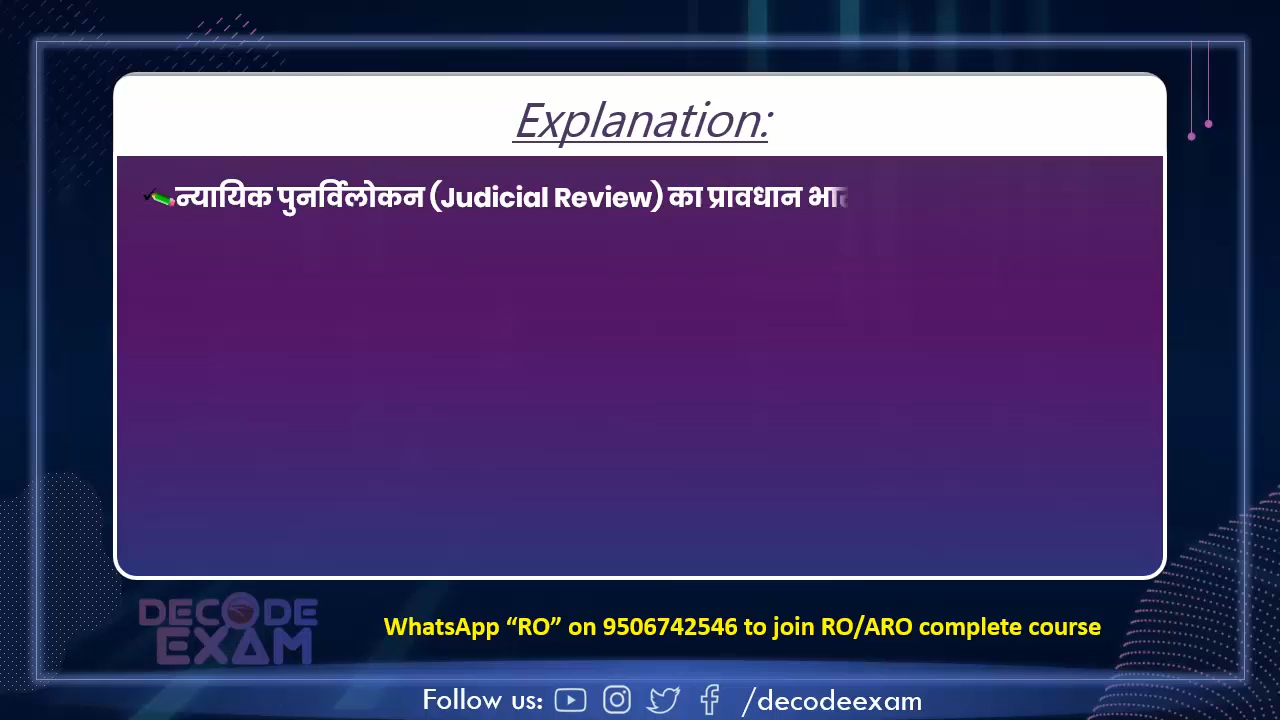 Explanation:
न्यायिक पुनर्विलोकन (Judicial Review) का प्रावधान
DECODE
EXAM
WhatsApp “RO” on 9506742546 to join RO/ARO complete course
Follow us: /decodeexam